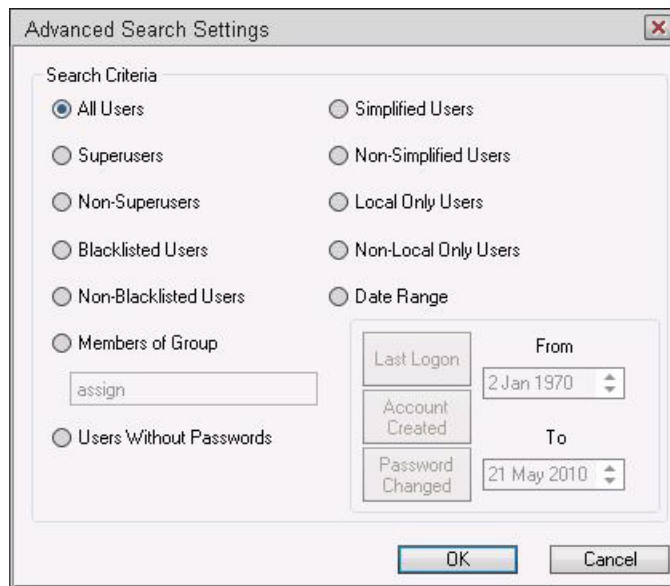 Advanced Search Settings
Search Criteria
All Users
Simplified Users
Superusers
Non-Simplified Users
Non-Superusers
Local Only Users
Blacklisted Users
Non-Local Only Users
Non-Blacklisted Users
Date Range
Members of Group
assign
Users Without Passwords
Last Logon
Account
Created
Password
Changed
From
2 Jan 1970
To
21 May 2010
OK
Cancel